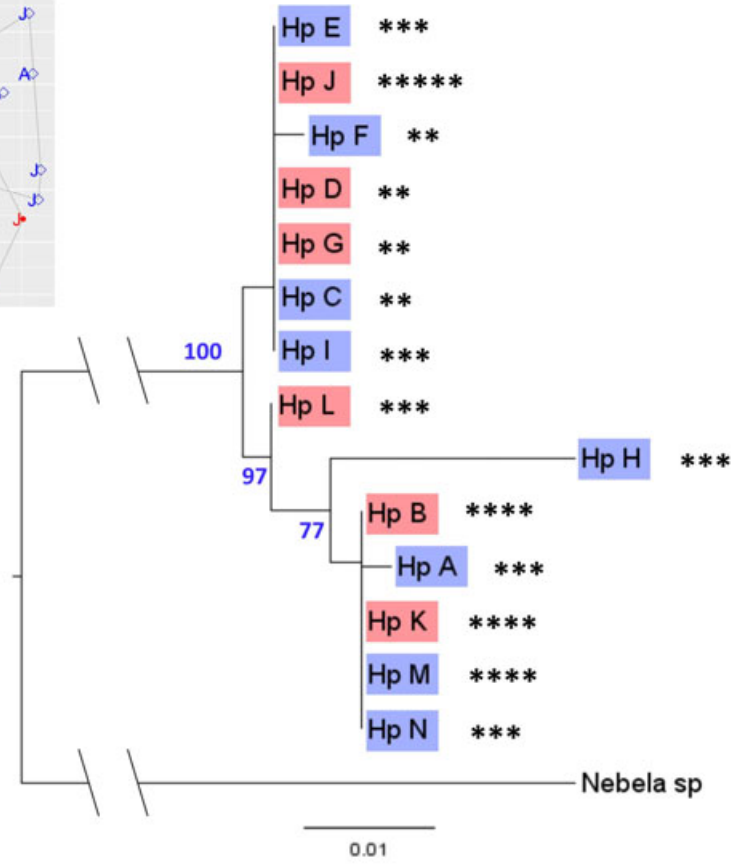 J
A
J
J
J
Hp E ***
Hp J *****
Hp F **
Hp D **
Hp G **
Hp C **
100
Hp I ***
Hp L ***
Hp H ***
97
Hp B ****
77
Hp A ***
Hp K ****
Hp M ****
Hp N ***
Nebela sp
0.01